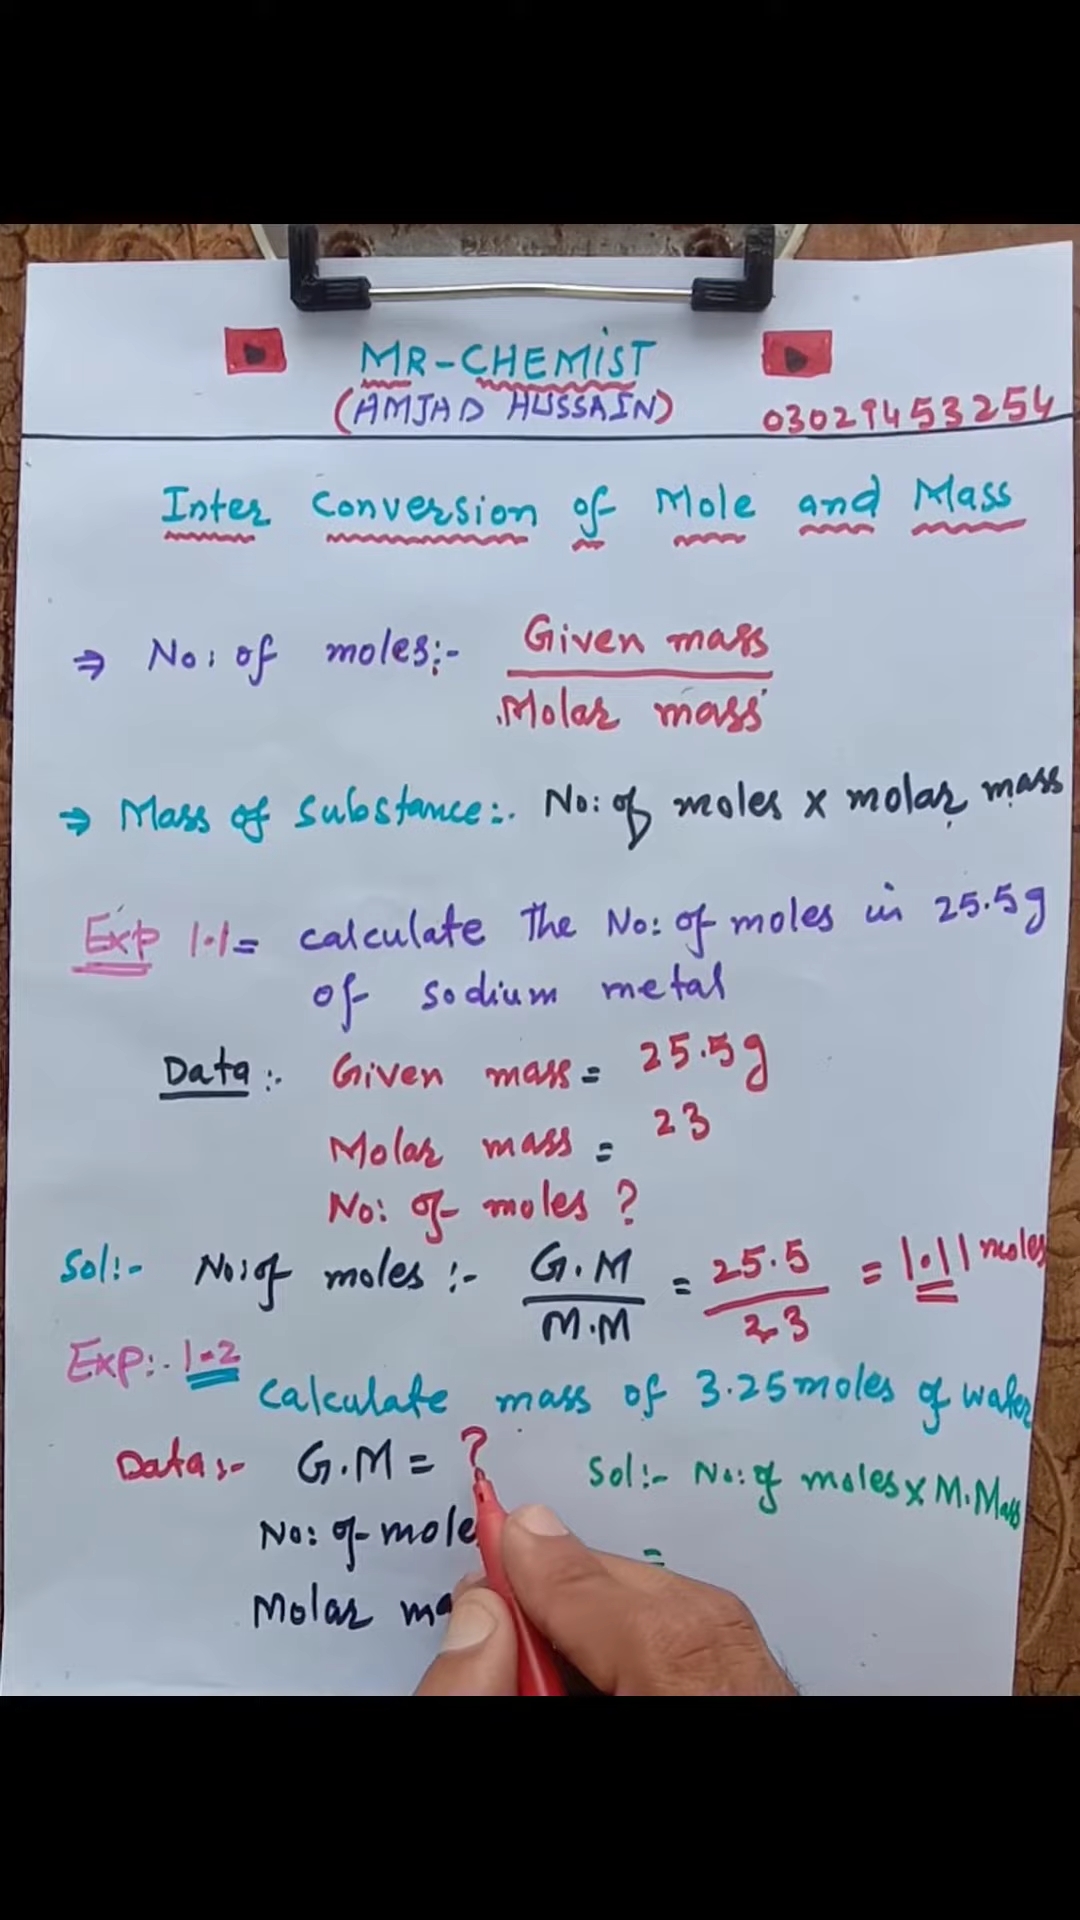 MR-CHEMIST
(AMJAD HUSSAIN) 03029453254
Inter Conversion of Mole and Mass
⇒ No: of moles:- Given mass / Molar mass
⇒ Mass of substance:. No: of moles x molar mass
Exp 1.1= calculate the No: of moles in 25.5g
of sodium metal
Data:. Given mass = 25.5g
Molar mass = 23
No: of moles ?
Sol:- No: of moles :- G.M / M.M = 25.5 / 23 = 1.11 moles
Exp:. 1.2
Calculate mass of 3.25 moles of water
Data:- G.M = ?
Sol:- No: of moles x M.Mass
No: of mole
=
Molar ma